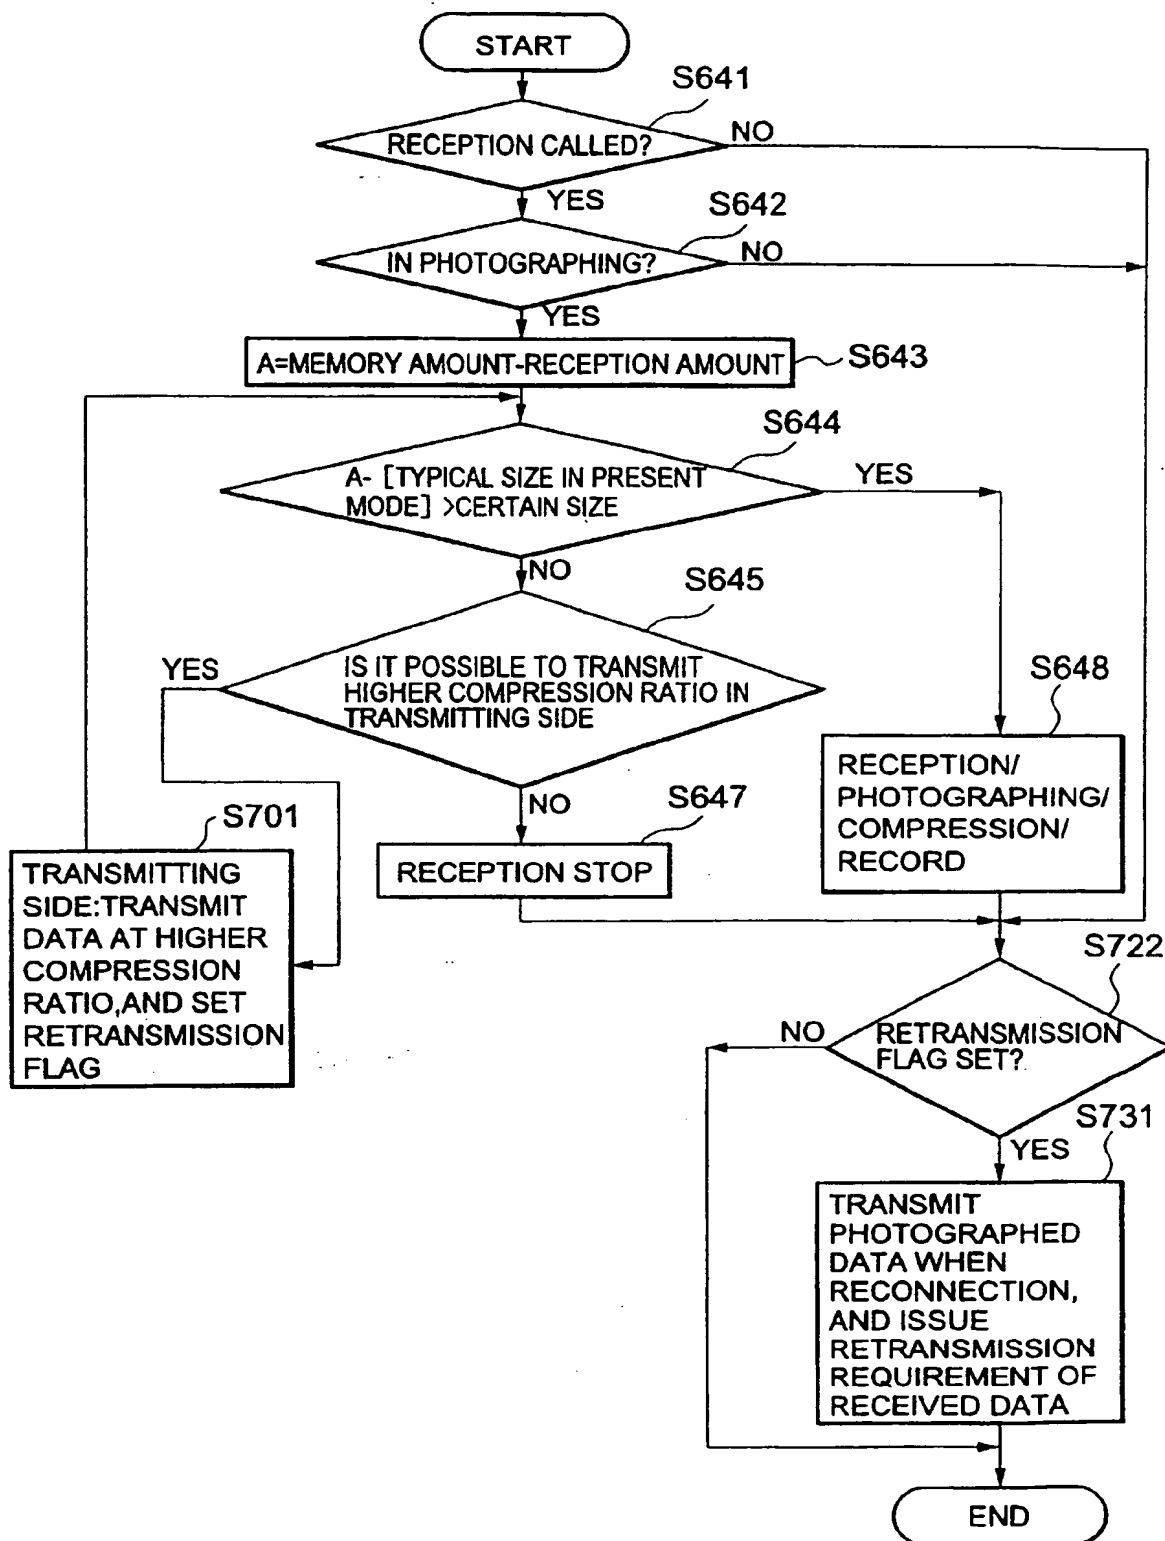 START
S641
RECEPTION CALLED?
NO
YES
S642
IN PHOTOGRAPHING?
NO
YES
A=MEMORY AMOUNT-RECEPTION AMOUNT
S643
S644
A- [TYPICAL SIZE IN PRESENT
MODE] >CERTAIN SIZE
YES
NO
S645
YES
IS IT POSSIBLE TO TRANSMIT
HIGHER COMPRESSION RATIO IN
TRANSMITTING SIDE
S648
RECEPTION/
PHOTOGRAPHING/
COMPRESSION/
RECORD
NO
S647
RECEPTION STOP
S701
TRANSMITTING
SIDE:TRANSMIT
DATA AT HIGHER
COMPRESSION
RATIO,AND SET
RETRANSMISSION
FLAG
S722
NO
RETRANSMISSION
FLAG SET?
S731
YES
TRANSMIT
PHOTOGRAPHED
DATA WHEN
RECONNECTION,
AND ISSUE
RETRANSMISSION
REQUIREMENT OF
RECEIVED DATA
END